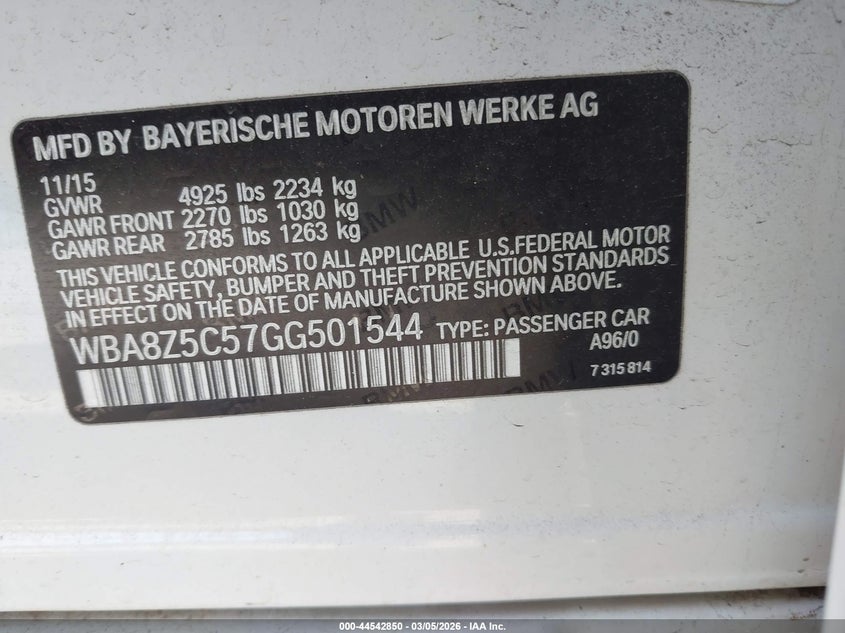 MFD BY BAYERISCHE MOTOREN WERKE AG
11/15
GVWR 4925 lbs 2234 kg
GAWR FRONT 2270 lbs 1030 kg
GAWR REAR 2785 lbs 1263 kg
THIS VEHICLE CONFORMS TO ALL APPLICABLE U.S.FEDERAL MOTOR
VEHICLE SAFETY, BUMPER AND THEFT PREVENTION STANDARDS
IN EFFECT ON THE DATE OF MANUFACTURE SHOWN ABOVE.
WBA8Z5C57GG501544 TYPE: PASSENGER CAR
A96/0
7 315 814
000-44542850 | 03/05/2026 | IAA Inc.